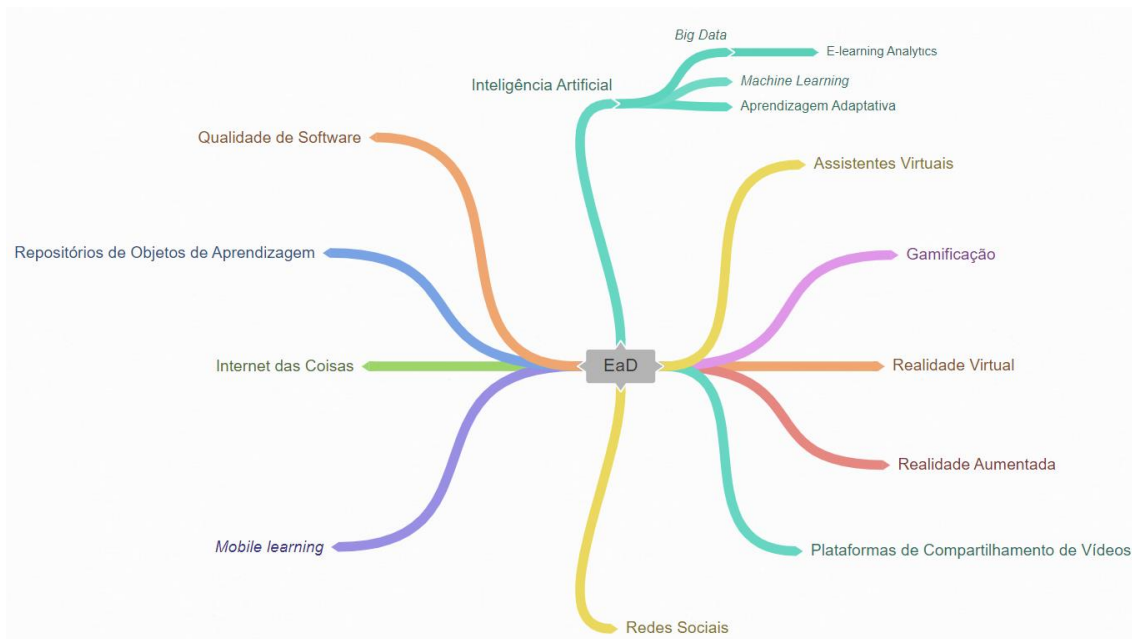 Big Data
E-learning Analytics
Inteligência Artificial
Machine Learning
Aprendizagem Adaptativa
Qualidade de Software
Assistentes Virtuais
Repositórios de Objetos de Aprendizagem
Gamificação
Internet das Coisas
EaD
Realidade Virtual
Realidade Aumentada
Mobile learning
Plataformas de Compartilhamento de Vídeos
Redes Sociais